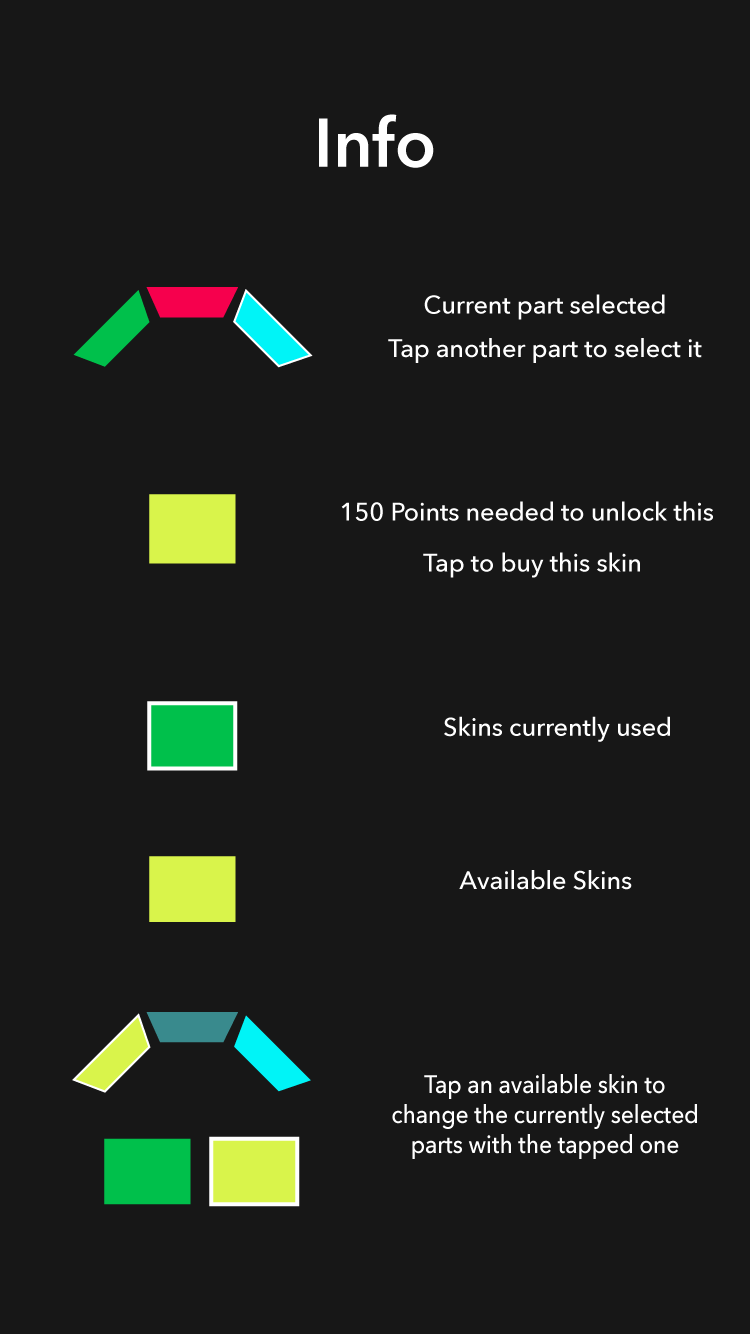 Info
Current part selected
Tap another part to select it
150 Points needed to unlock this
Tap to buy this skin
Skins currently used
Available Skins
Tap an available skin to
change the currently selected
parts with the tapped one